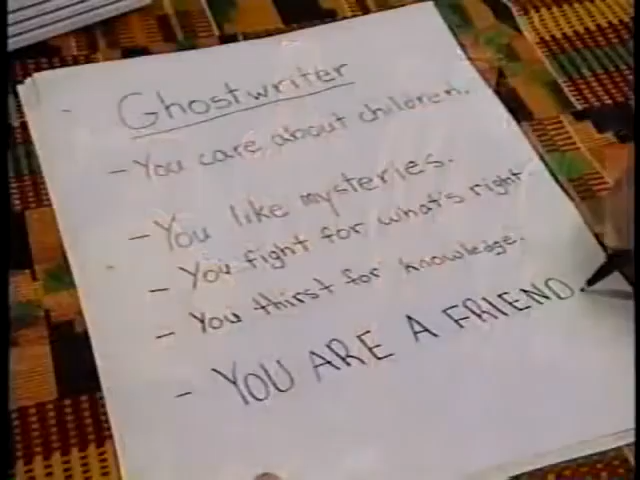 Ghostwriter
- You care about children.
- You like mysteries.
- You fight for what's right.
- You thirst for knowledge.
- YOU ARE A FRIEND.